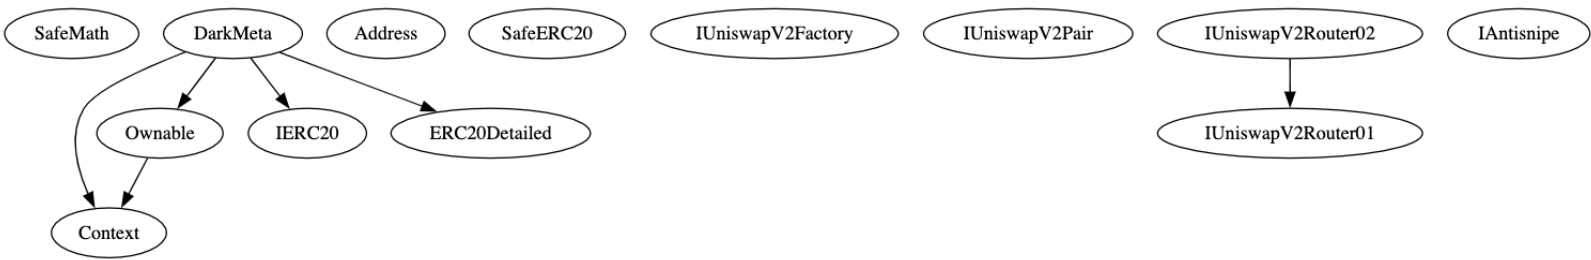 SafeMath
DarkMeta
Address
SafeERC20
IUniswapV2Factory
IUniswapV2Pair
IUniswapV2Router02
IAntisnipe
Ownable
IERC20
ERC20Detailed
IUniswapV2Router01
Context